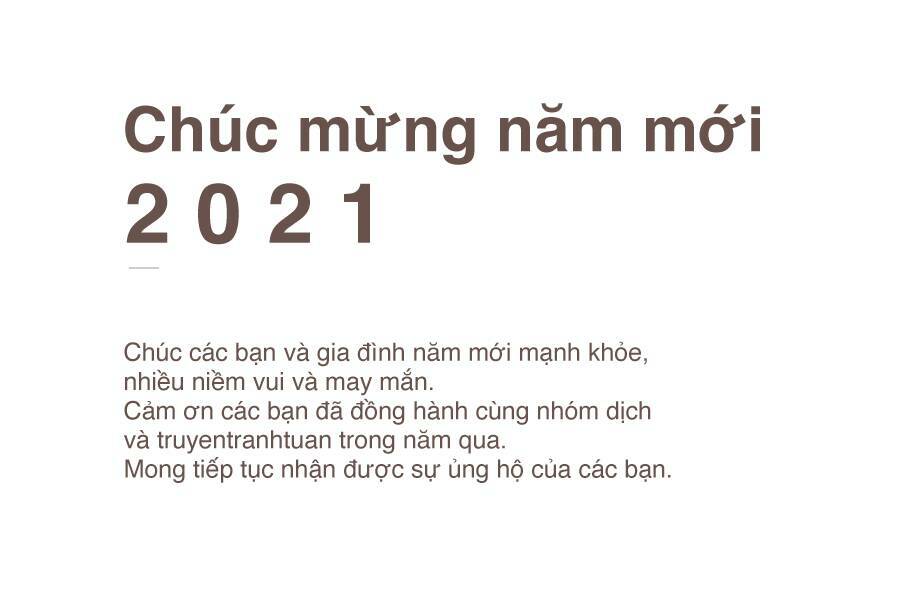 Chúc mừng năm mới
2 0 2 1
Chúc các bạn và gia đình năm mới mạnh khỏe,
nhiều niềm vui và may mắn.
Cảm ơn các bạn đã đồng hành cùng nhóm dịch
và truyentranhtuan trong năm qua.
Mong tiếp tục nhận được sự ủng hộ của các bạn.